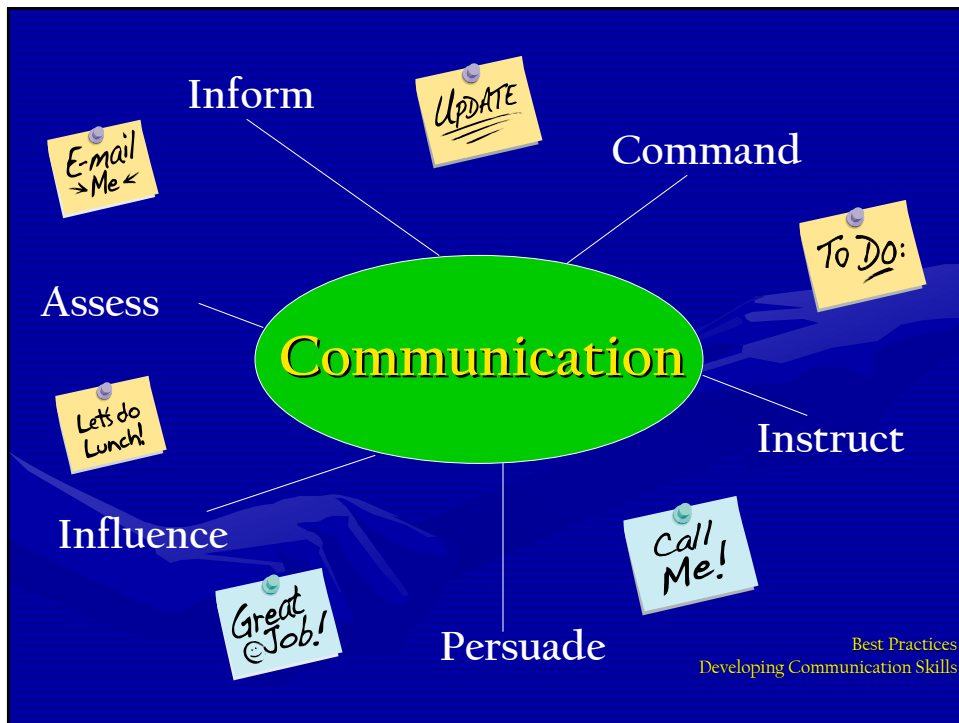 Inform
UPDATE
Command
E-mail
→Me←
To Do:
Assess
Communication
Let's do
Lunch!
Instruct
Influence
Call
Me!
Great
Job!
Persuade
Best Practices
Developing Communication Skills